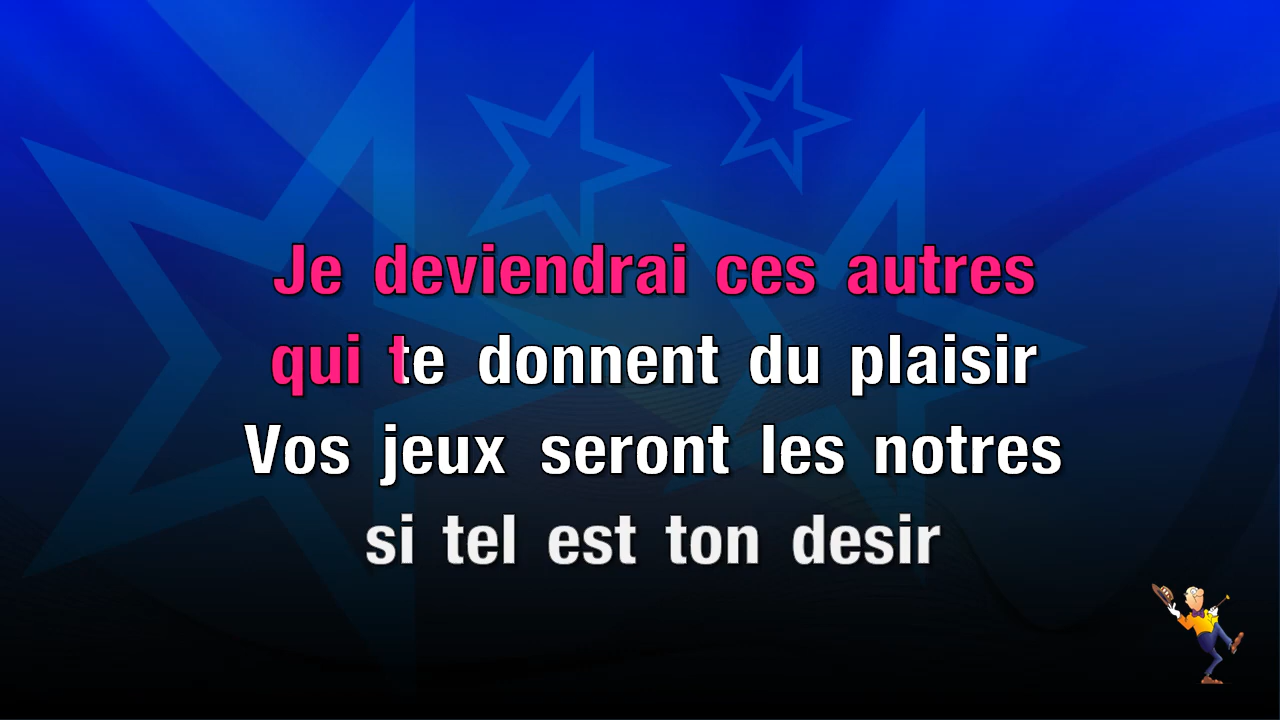 Je deviendrai ces autres
qui te donnent du plaisir
Vos jeux seront les notres
si tel est ton desir